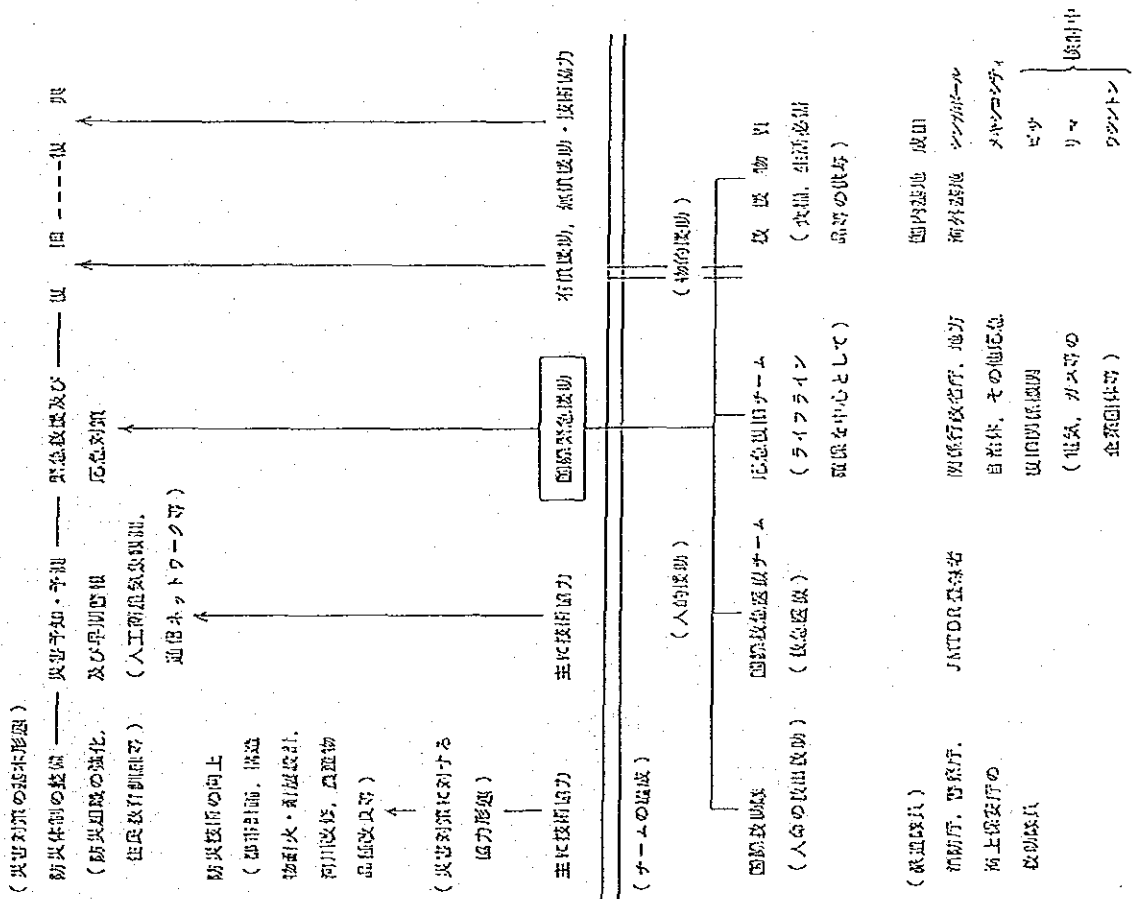 (災害対策の基本形態)
防災体制の整備 —— 災害予知・予測 —— 緊急救援及び —— 復 旧 ---- 復 興
(防災組織の強化,
住民教育訓練等)
及び早期警報
(人工衛星気象観測,
通信ネットワーク等)
応急対策
防災技術の向上
(都市計画, 構造
物耐火・耐震設計,
河川改修, 農産物
品種改良等)
(災害対策に対する
協力形態)
主に技術協力
主に技術協力
国際緊急援助
有償援助, 無償援助・技術協力
(チームの編成)
(人的援助)
(物的援助)
国際救助隊
(人命の救出救助)
国際救急医療チーム
(救急医療)
応急復旧チーム
(ライフライン
確保を中心として)
救 援 物 資
(食糧, 生活必需
品等の供与)
(派遣隊員)
消防庁, 警察庁,
海上保安庁の
救助隊員
JMTDR登録者
関係行政省庁, 地方
自治体, その他応急
復旧関係機関
(電気, ガス等の
企業団体等)
国内基地 成田
海外基地 シンガポール
メキシコシティ
ピサ
リマ
ワシントン
検討中